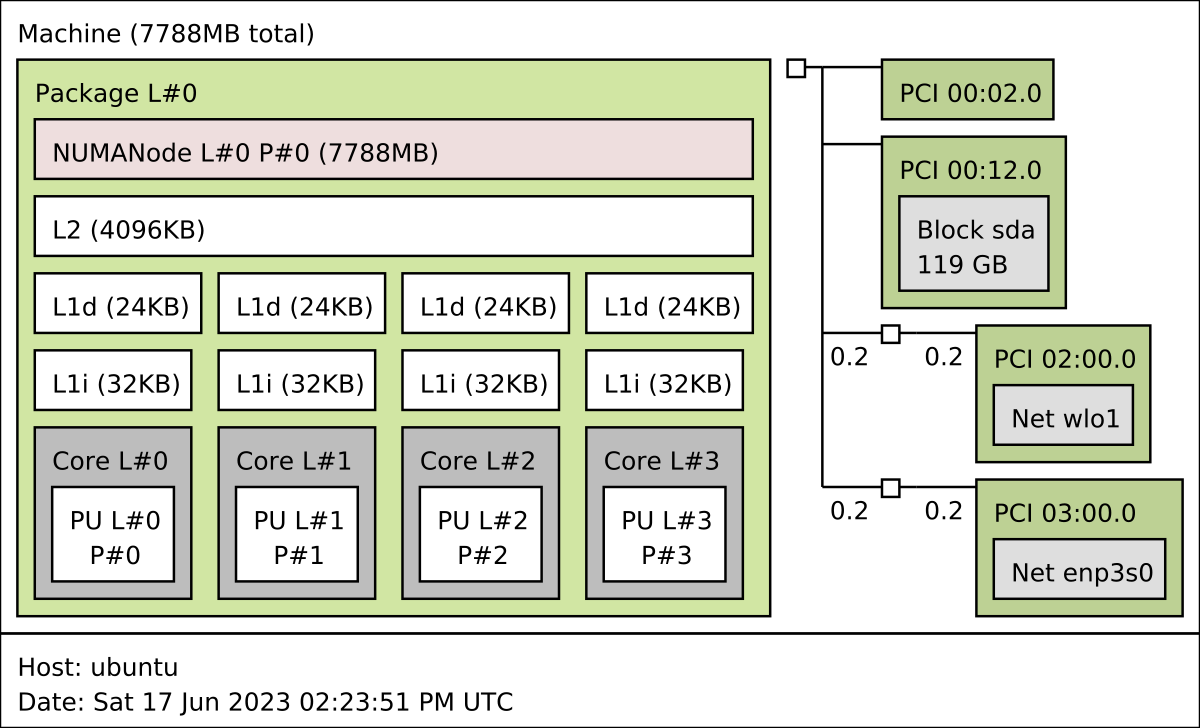 Machine (7788MB total)
Package L#0
NUMANode L#0 P#0 (7788MB)
L2 (4096KB)
L1d (24KB) L1d (24KB) L1d (24KB) L1d (24KB)
L1i (32KB) L1i (32KB) L1i (32KB) L1i (32KB)
Core L#0 Core L#1 Core L#2 Core L#3
PU L#0 PU L#1 PU L#2 PU L#3
P#0 P#1 P#2 P#3
PCI 00:02.0
PCI 00:12.0
Block sda
119 GB
0.2 0.2
PCI 02:00.0
Net wlo1
0.2 0.2
PCI 03:00.0
Net enp3s0
Host: ubuntu
Date: Sat 17 Jun 2023 02:23:51 PM UTC